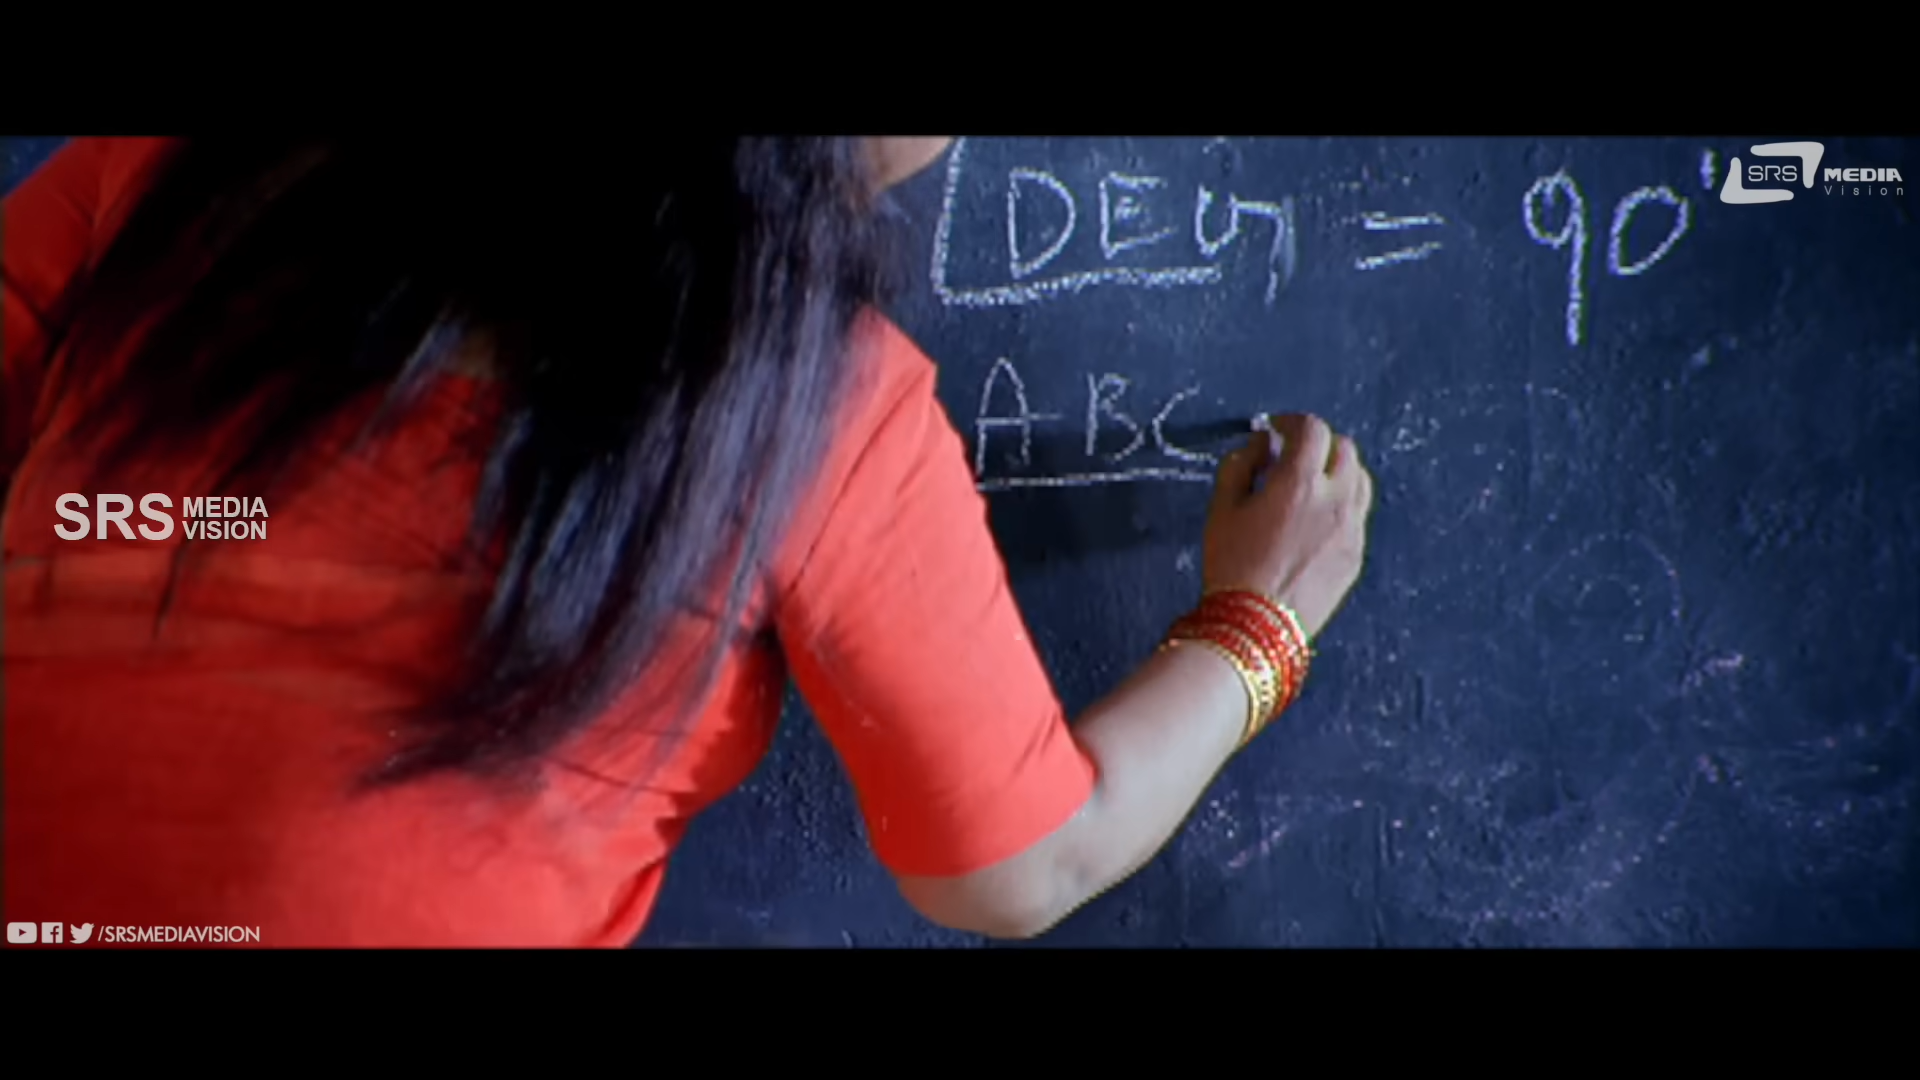 DEG = 90°
SRS MEDIA
Vision
ABC
SRS MEDIA
VISION
/SRSMEDIAVISION